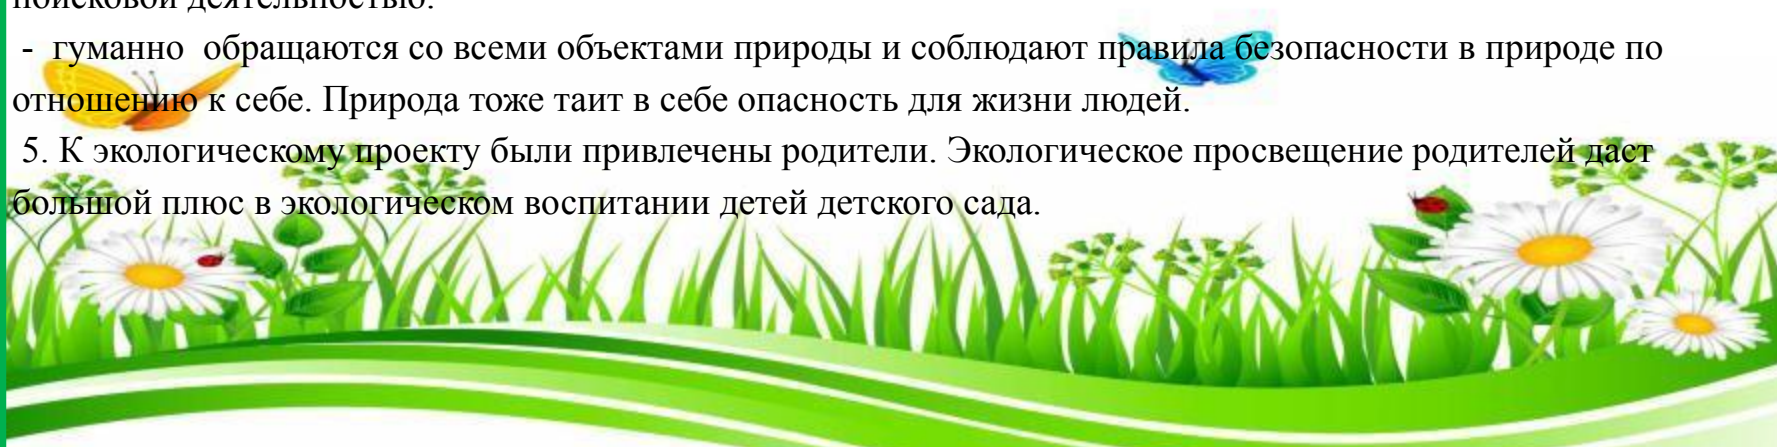 поисковой деятельностью.
- гуманно обращаются со всеми объектами природы и соблюдают правила безопасности в природе по
отношению к себе. Природа тоже таит в себе опасность для жизни людей.
5. К экологическому проекту были привлечены родители. Экологическое просвещение родителей даст
большой плюс в экологическом воспитании детей детского сада.